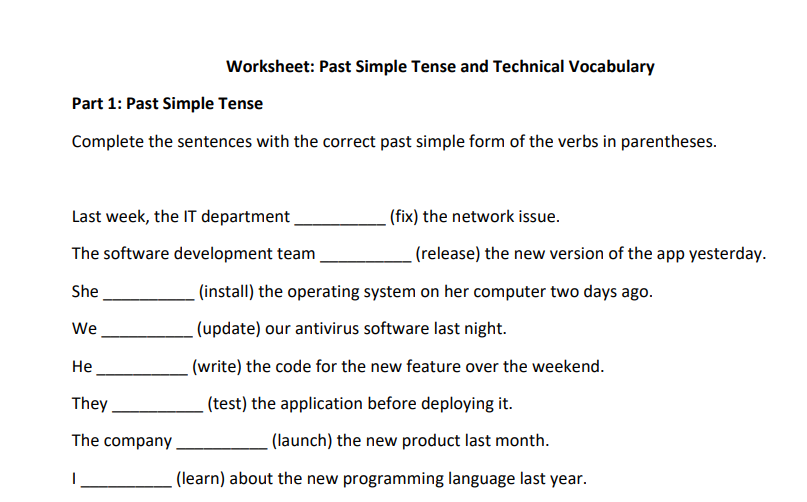 Worksheet: Past Simple Tense and Technical Vocabulary
Part 1: Past Simple Tense
Complete the sentences with the correct past simple form of the verbs in parentheses.
Last week, the IT department __________ (fix) the network issue.
The software development team __________ (release) the new version of the app yesterday.
She __________ (install) the operating system on her computer two days ago.
We __________ (update) our antivirus software last night.
He __________ (write) the code for the new feature over the weekend.
They __________ (test) the application before deploying it.
The company __________ (launch) the new product last month.
I __________ (learn) about the new programming language last year.